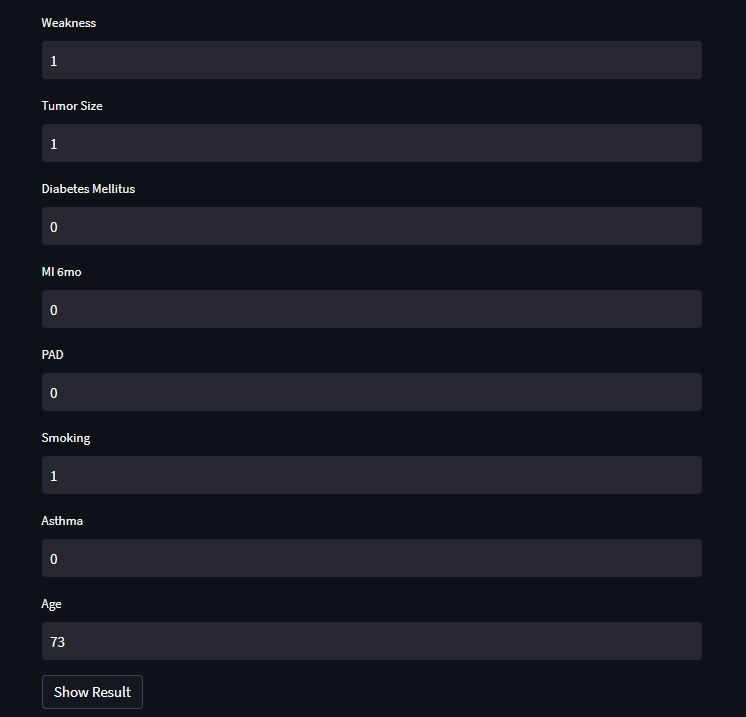 Weakness
1
Tumor Size
1
Diabetes Mellitus
0
MI 6mo
0
PAD
0
Smoking
1
Asthma
0
Age
73
Show Result